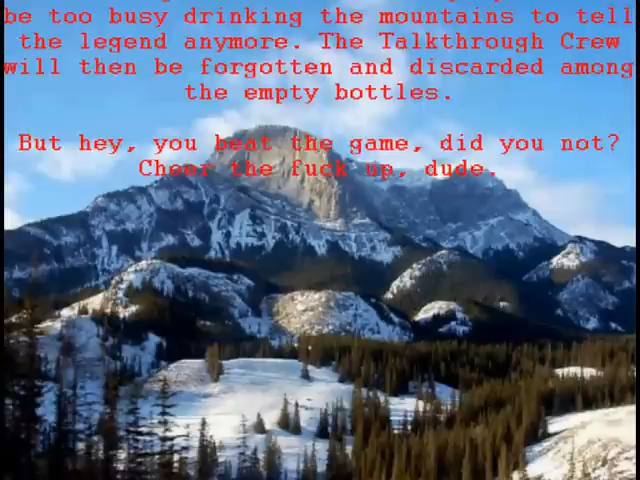 be too busy drinking the mountains to tell
the legend anymore. The Talkthrough Crew
will then be forgotten and discarded among
the empty bottles.
But hey, you beat the game, did you not?
Cheer the fuck up, dude.